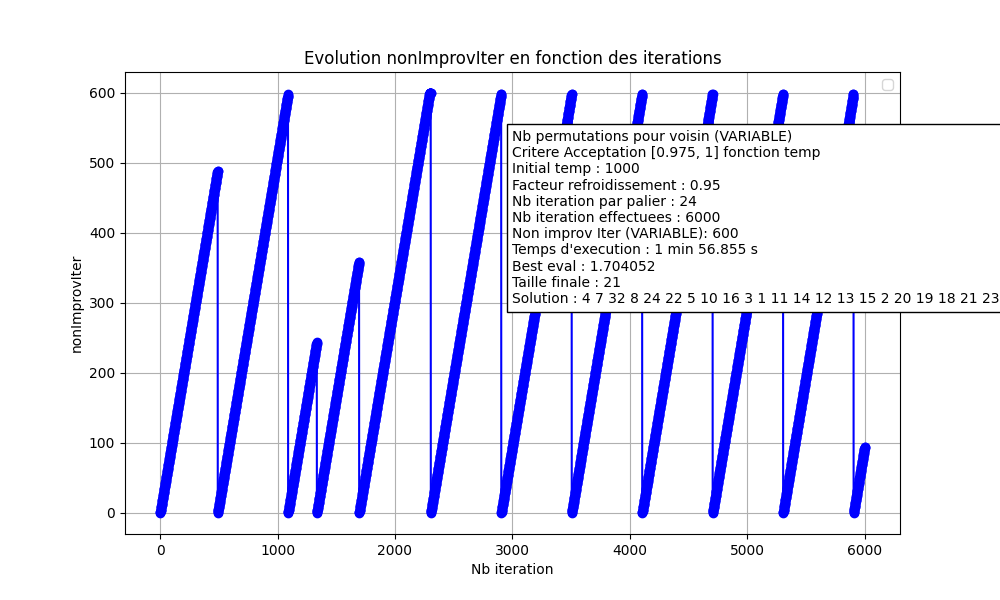 Evolution nonImprovIter en fonction des iterations
nonImprovIter
600
500
400
300
200
100
0
Nb permutations pour voisin (VARIABLE)
Critere Acceptation [0.975, 1] fonction temp
Initial temp : 1000
Facteur refroidissement : 0.95
Nb iteration par palier : 24
Nb iteration effectuees : 6000
Non improv Iter (VARIABLE): 600
Temps d'execution : 1 min 56.855 s
Best eval : 1.704052
Taille finale : 21
Solution : 4 7 32 8 24 22 5 10 16 3 1 11 14 12 13 15 2 20 19 18 21 23
0 1000 2000 3000 4000 5000 6000
Nb iteration